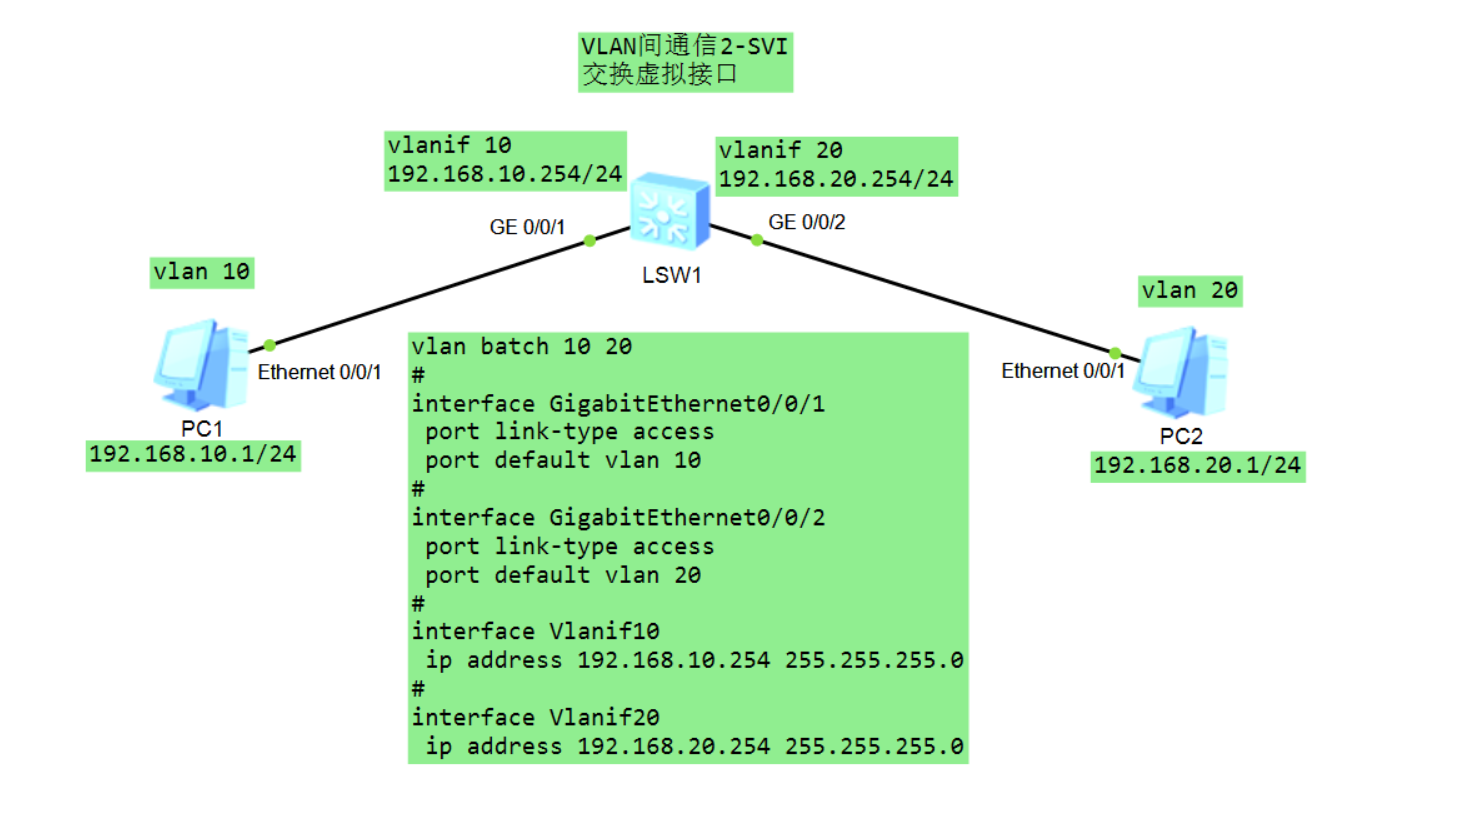 VLAN间通信2-SVI
交换虚拟接口
vlanif 10
192.168.10.254/24
vlanif 20
192.168.20.254/24
GE 0/0/1
GE 0/0/2
LSW1
vlan 10
vlan 20
Ethernet 0/0/1
Ethernet 0/0/1
PC1
192.168.10.1/24
PC2
192.168.20.1/24
vlan batch 10 20
#
interface GigabitEthernet0/0/1
 port link-type access
 port default vlan 10
#
interface GigabitEthernet0/0/2
 port link-type access
 port default vlan 20
#
interface Vlanif10
 ip address 192.168.10.254 255.255.255.0
#
interface Vlanif20
 ip address 192.168.20.254 255.255.255.0